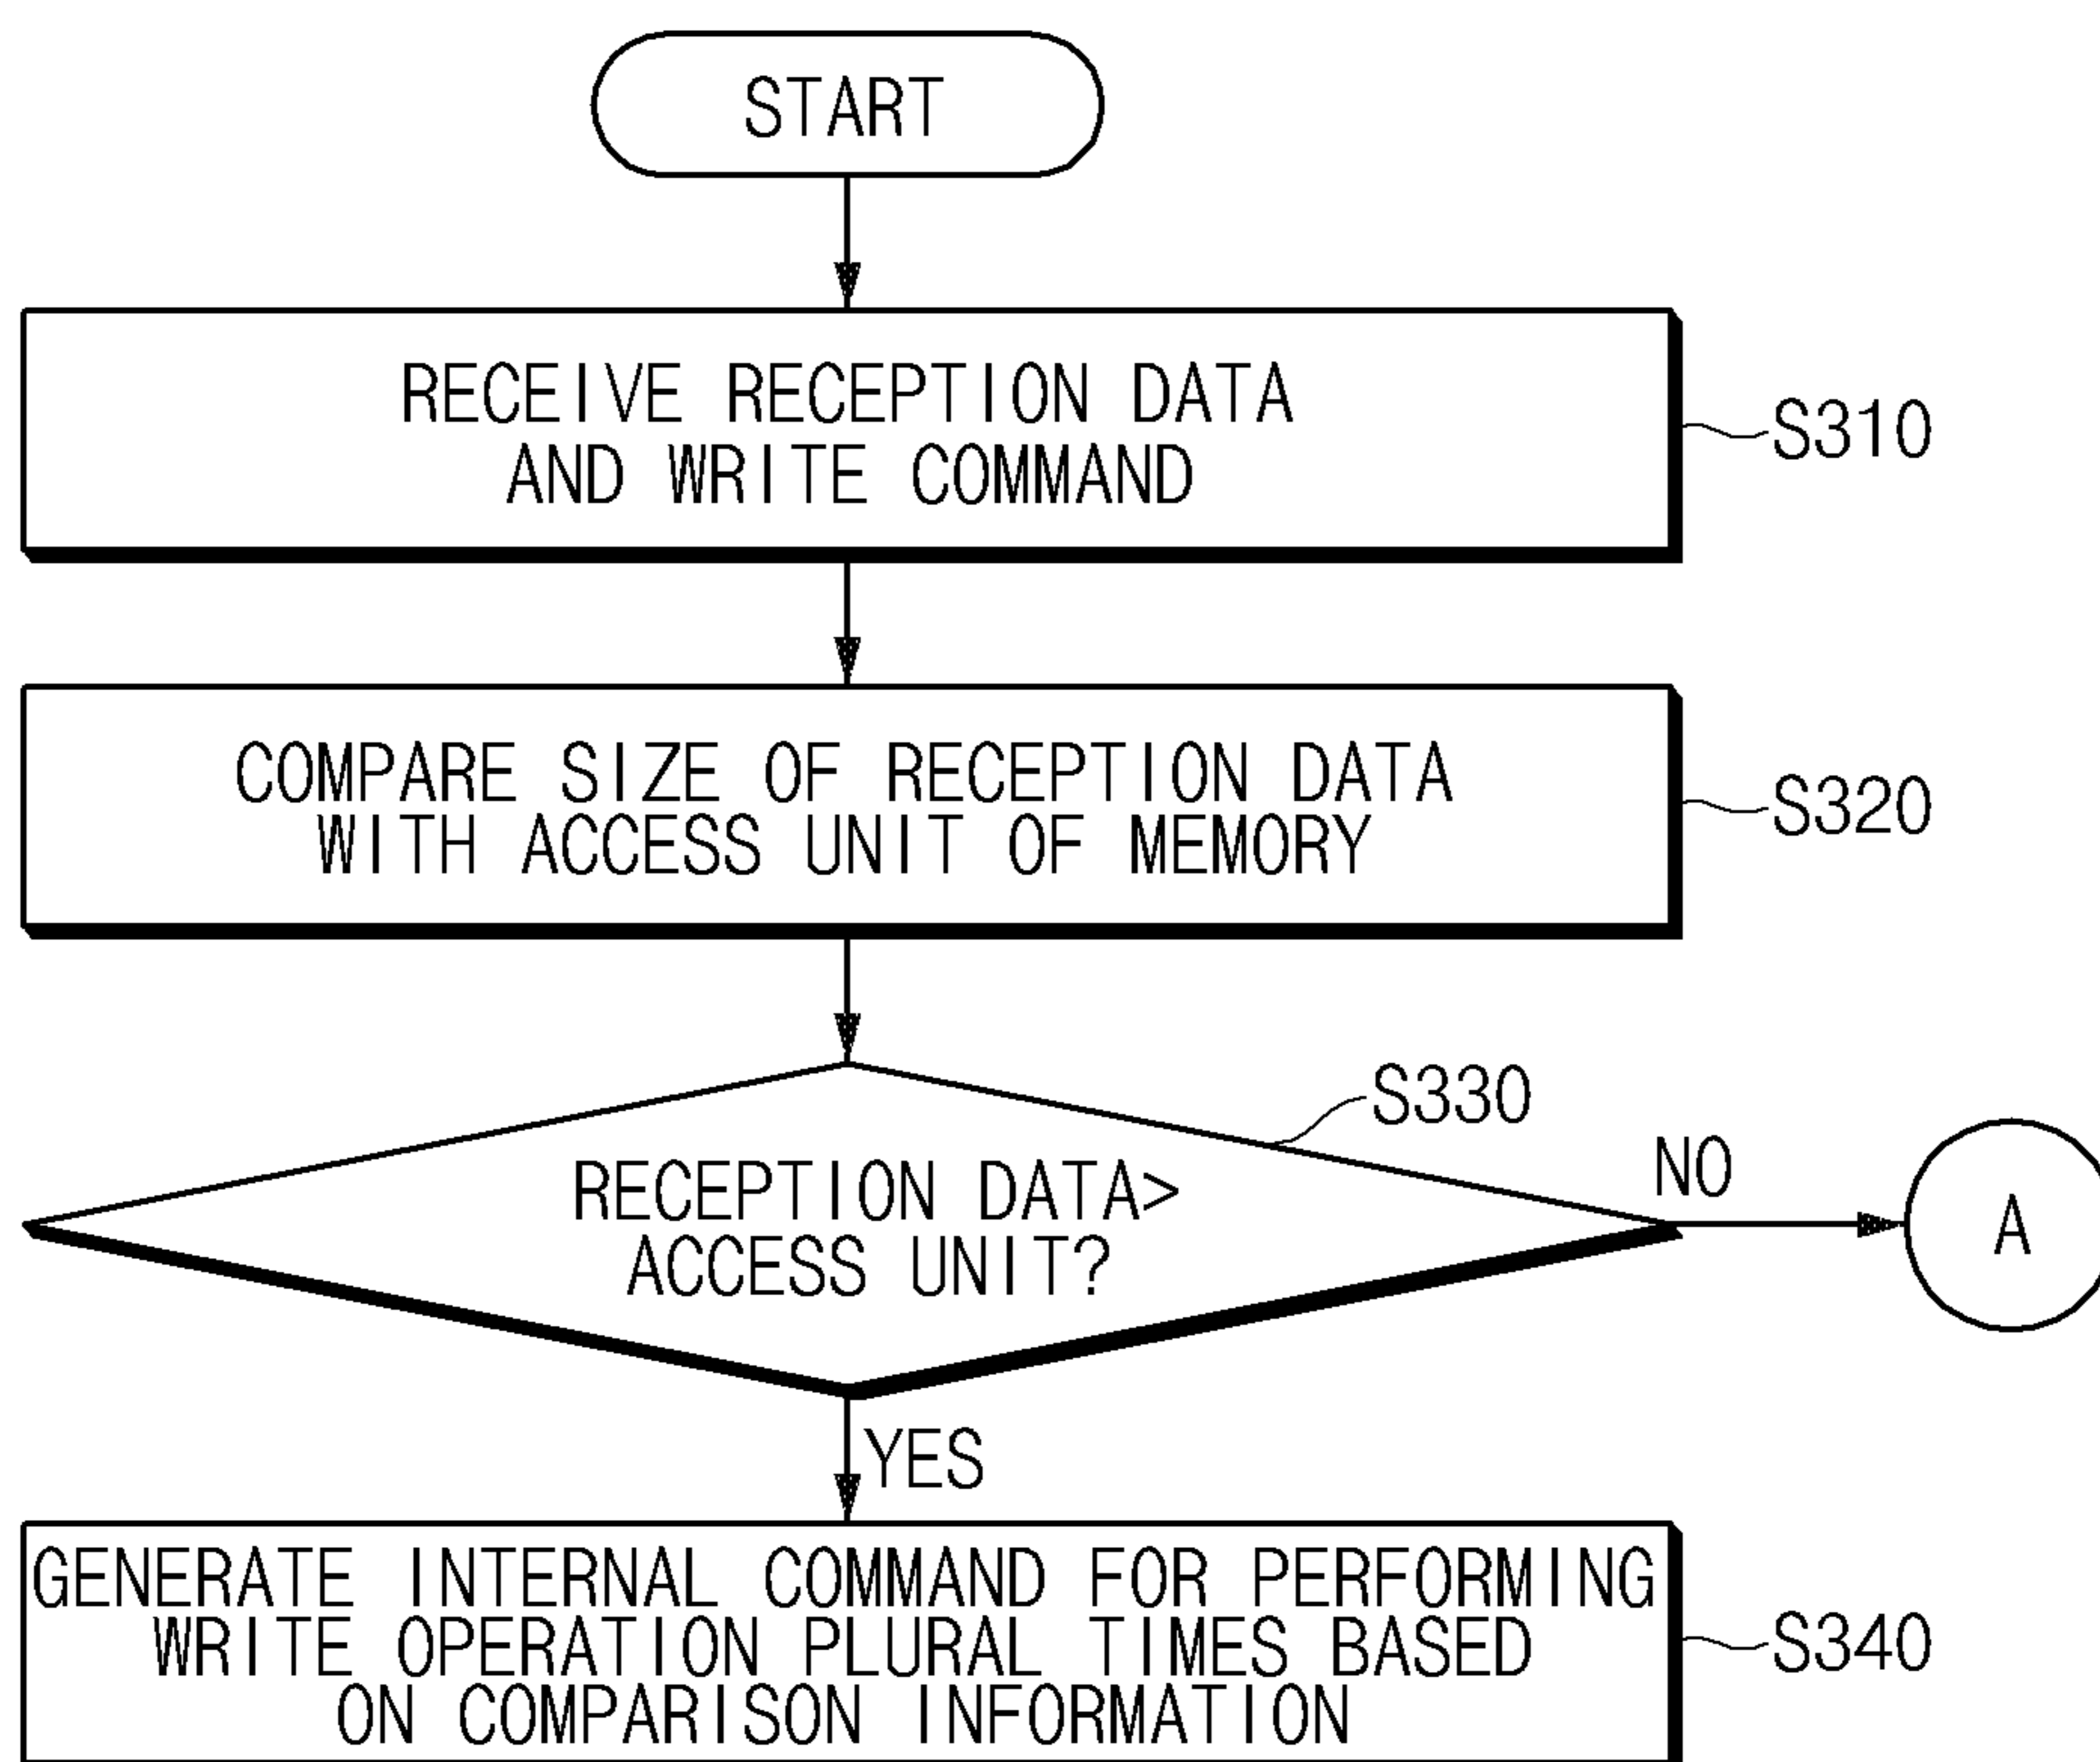 START
RECEIVE RECEPTION DATA
AND WRITE COMMAND
S310
COMPARE SIZE OF RECEPTION DATA
WITH ACCESS UNIT OF MEMORY
S320
S330
RECEPTION DATA>
ACCESS UNIT?
NO
A
YES
GENERATE INTERNAL COMMAND FOR PERFORMING
WRITE OPERATION PLURAL TIMES BASED
ON COMPARISON INFORMATION
S340